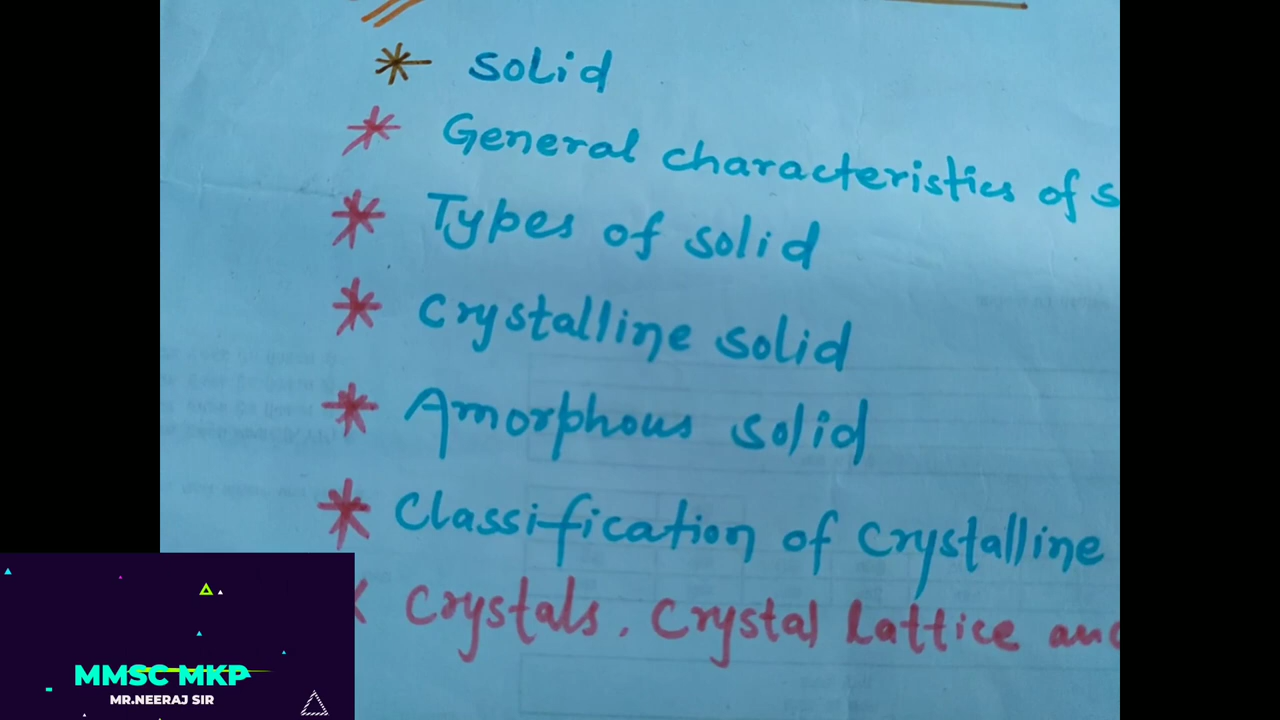 solid
General characteristics of s
Types of solid
Crystalline solid
Amorphous solid
Classification of Crystalline
Crystals, Crystal Lattice and
MMSC MKP
MR.NEERAJ SIR